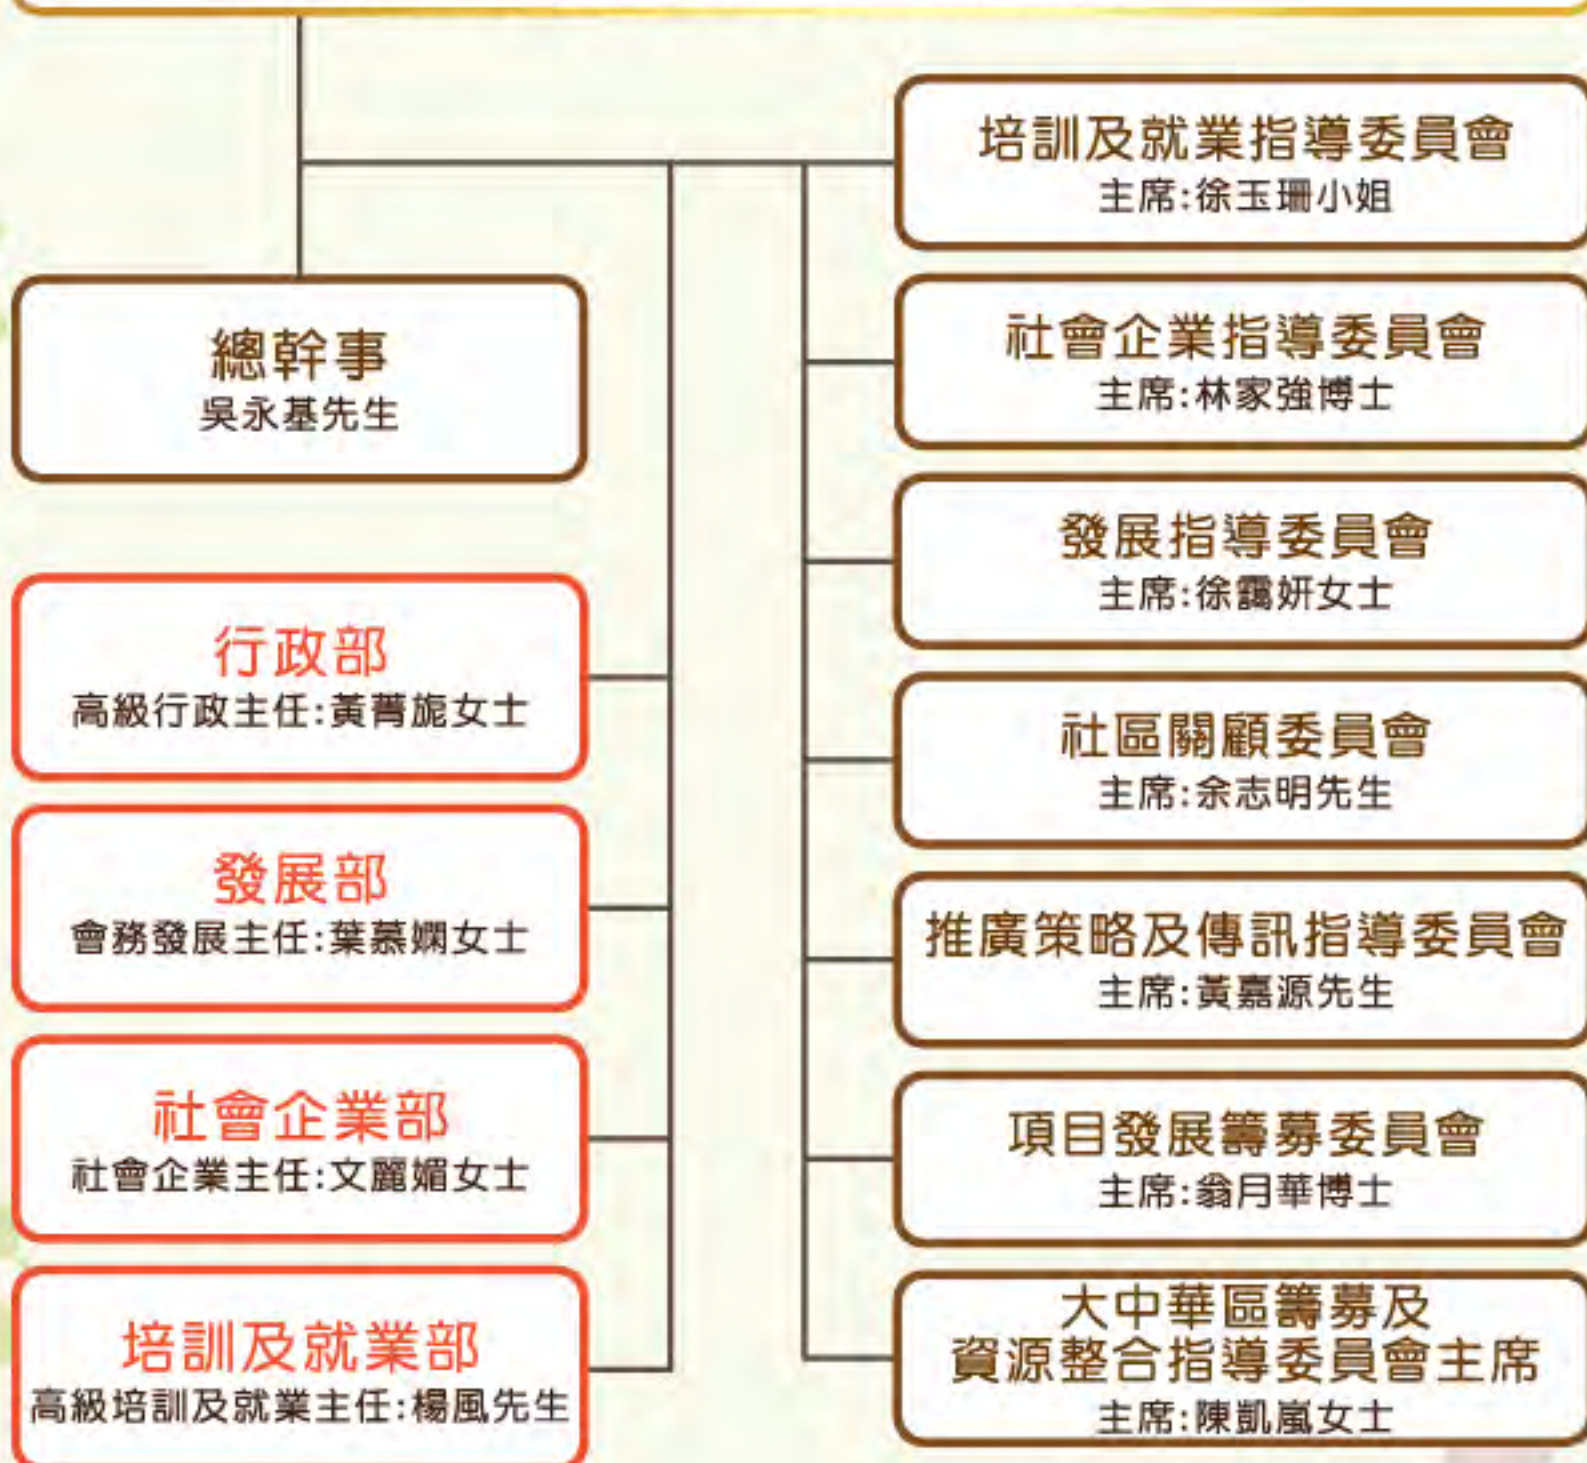 總幹事
吳永基先生
行政部
高級行政主任:黃菁旎女士
發展部
會務發展主任:葉慕嫻女士
社會企業部
社會企業主任:文麗媚女士
培訓及就業部
高級培訓及就業主任:楊風先生
培訓及就業指導委員會
主席:徐玉珊小姐
社會企業指導委員會
主席:林家強博士
發展指導委員會
主席:徐靄妍女士
社區關顧委員會
主席:余志明先生
推廣策略及傳訊指導委員會
主席:黃嘉源先生
項目發展籌募委員會
主席:翁月華博士
大中華區籌募及
資源整合指導委員會主席
主席:陳凱嵐女士